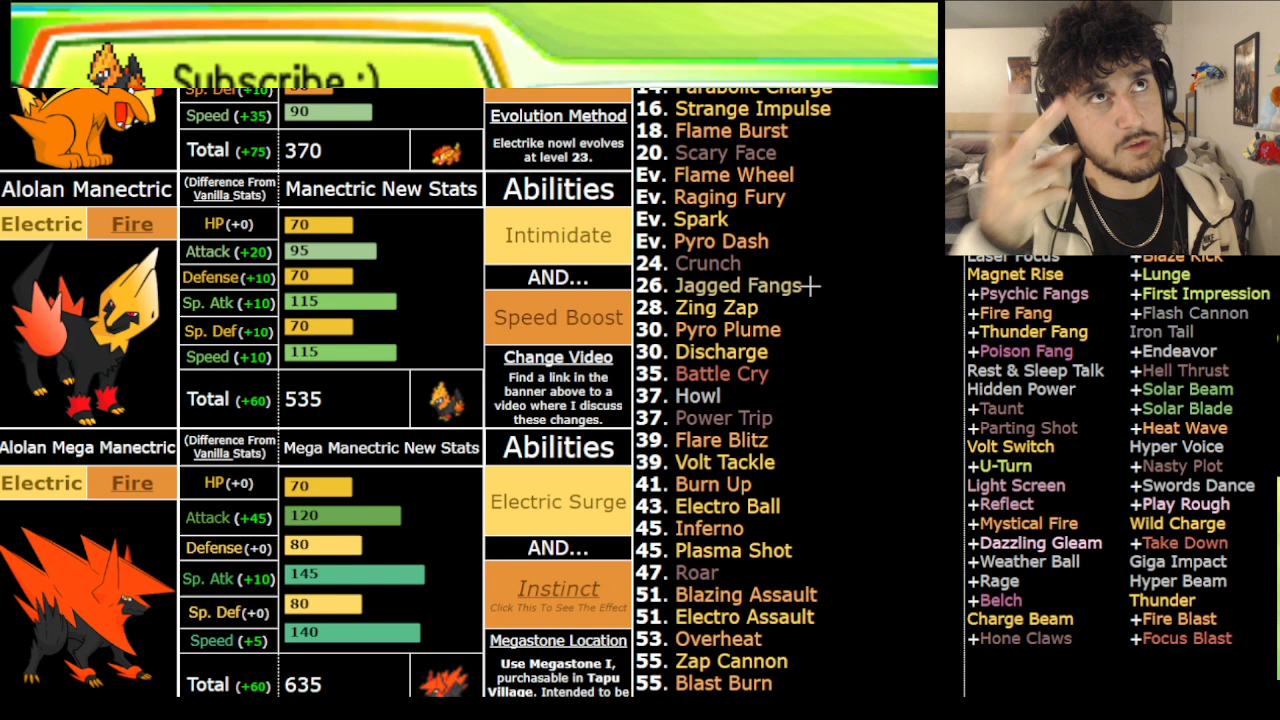 Subscribe :)
Sp. Def (+10)
Speed (+35)
90
Total (+75)
370
Evolution Method
Electrike nowl evolves
at level 23.
Alolan Manectric
(Difference From
Vanilla Stats)
Manectric New Stats
Abilities
Electric
Fire
HP (+0)
70
Attack (+20)
95
Defense (+10)
70
Sp. Atk (+10)
115
Sp. Def (+10)
70
Speed (+10)
115
Total (+60)
535
Intimidate
AND...
Speed Boost
Change Video
Find a link in the
banner above to a
video where I discuss
these changes.
Alolan Mega Manectric
(Difference From
Vanilla Stats)
Mega Manectric New Stats
Abilities
Electric
Fire
HP (+0)
70
Attack (+45)
120
Defense (+0)
80
Sp. Atk (+10)
145
Sp. Def (+0)
80
Speed (+5)
140
Total (+60)
635
Electric Surge
AND...
Instinct
Click This To See The Effect
Megastone Location
Use Megastone I,
purchasable in Tapu
Village. Intended to be
14. Parabolic Charge
16. Strange Impulse
18. Flame Burst
20. Scary Face
Ev. Flame Wheel
Ev. Raging Fury
Ev. Spark
Ev. Pyro Dash
24. Crunch
26. Jagged Fangs
28. Zing Zap
30. Pyro Plume
30. Discharge
35. Battle Cry
37. Howl
37. Power Trip
39. Flare Blitz
39. Volt Tackle
41. Burn Up
43. Electro Ball
45. Inferno
45. Plasma Shot
47. Roar
51. Blazing Assault
51. Electro Assault
53. Overheat
55. Zap Cannon
55. Blast Burn
Laser Focus
Magnet Rise
+Psychic Fangs
+Fire Fang
+Thunder Fang
+Poison Fang
Rest & Sleep Talk
Hidden Power
+Taunt
+Parting Shot
Volt Switch
+U-Turn
Light Screen
+Reflect
+Mystical Fire
+Dazzling Gleam
+Weather Ball
+Rage
+Belch
Charge Beam
+Hone Claws
+Blaze Kick
+Lunge
+First Impression
+Flash Cannon
Iron Tail
+Endeavor
+Hell Thrust
+Solar Beam
+Solar Blade
+Heat Wave
Hyper Voice
+Nasty Plot
+Swords Dance
+Play Rough
Wild Charge
+Take Down
Giga Impact
Hyper Beam
Thunder
+Fire Blast
+Focus Blast